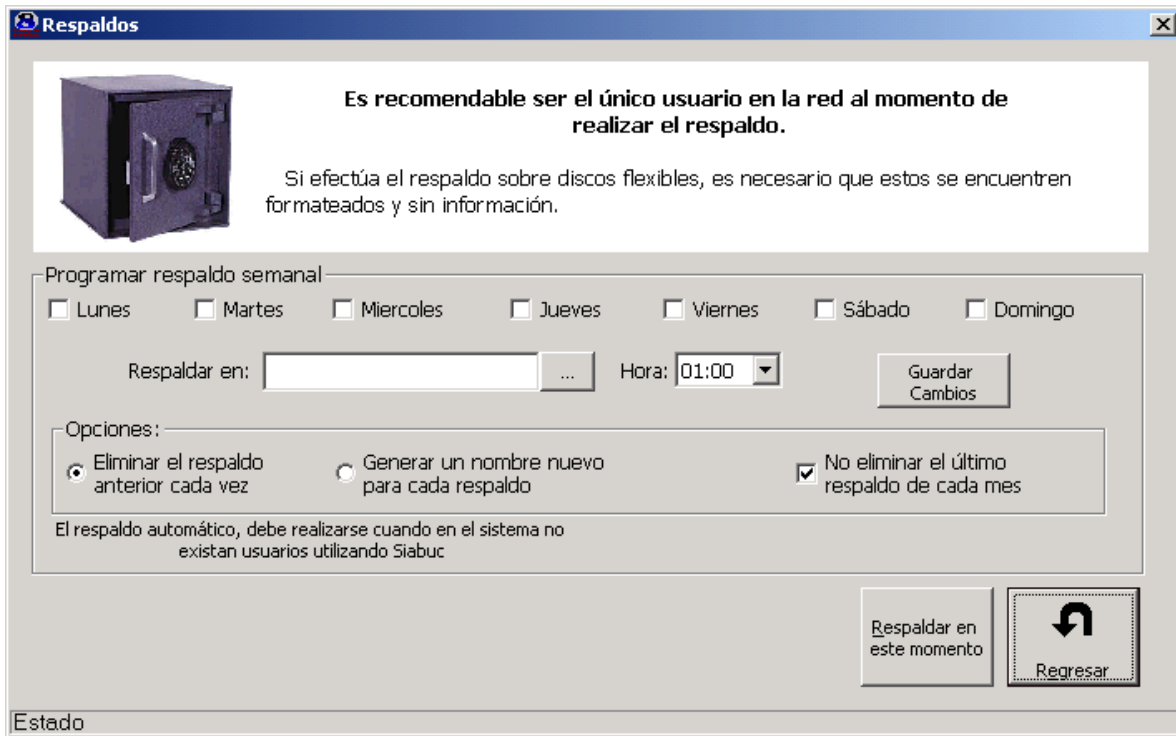 Respaldos
Es recomendable ser el único usuario en la red al momento de
realizar el respaldo.
Si efectúa el respaldo sobre discos flexibles, es necesario que estos se encuentren
formateados y sin información.
Programar respaldo semanal
Lunes Martes Miercoles Jueves Viernes Sábado Domingo
Respaldar en: ... Hora: 01:00 Guardar
Cambios
Opciones:
Eliminar el respaldo
anterior cada vez
Generar un nombre nuevo
para cada respaldo
No eliminar el último
respaldo de cada mes
El respaldo automático, debe realizarse cuando en el sistema no
existan usuarios utilizando Siabuc
Respaldar en
este momento
Regresar
Estado